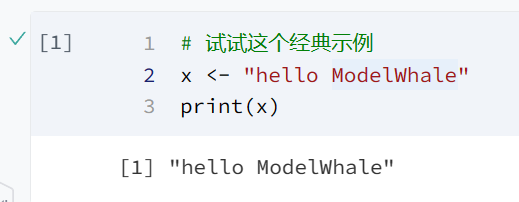 [1] 1 # 试试这个经典示例
2 x <- "hello ModelWhale"
3 print(x)
[1] "hello ModelWhale"